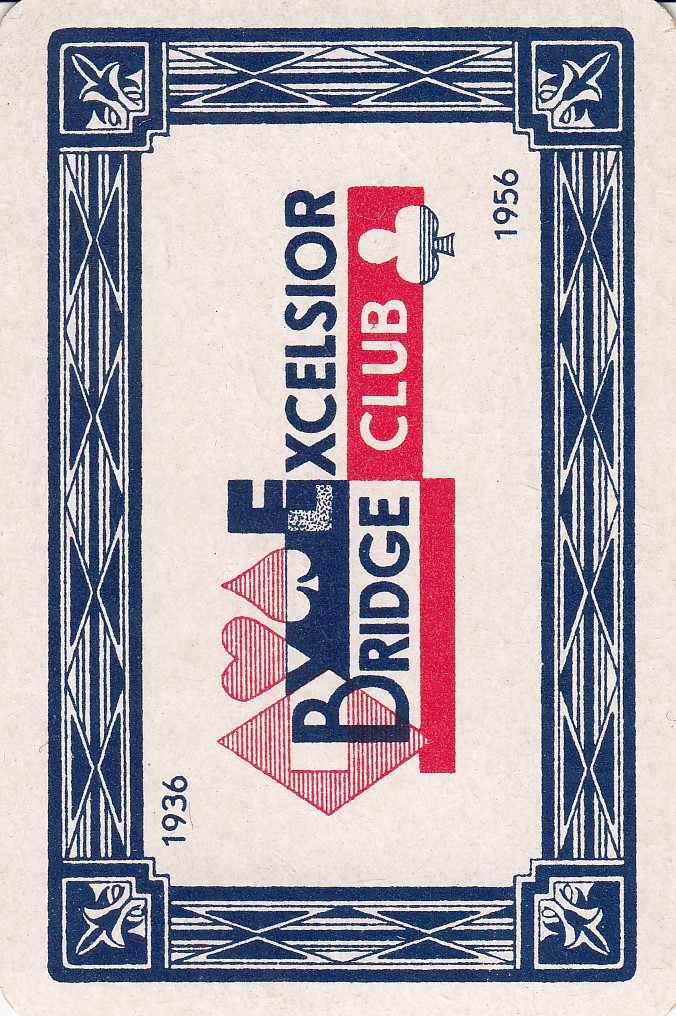 1936
EXCELSIOR
BRIDGE CLUB
1956